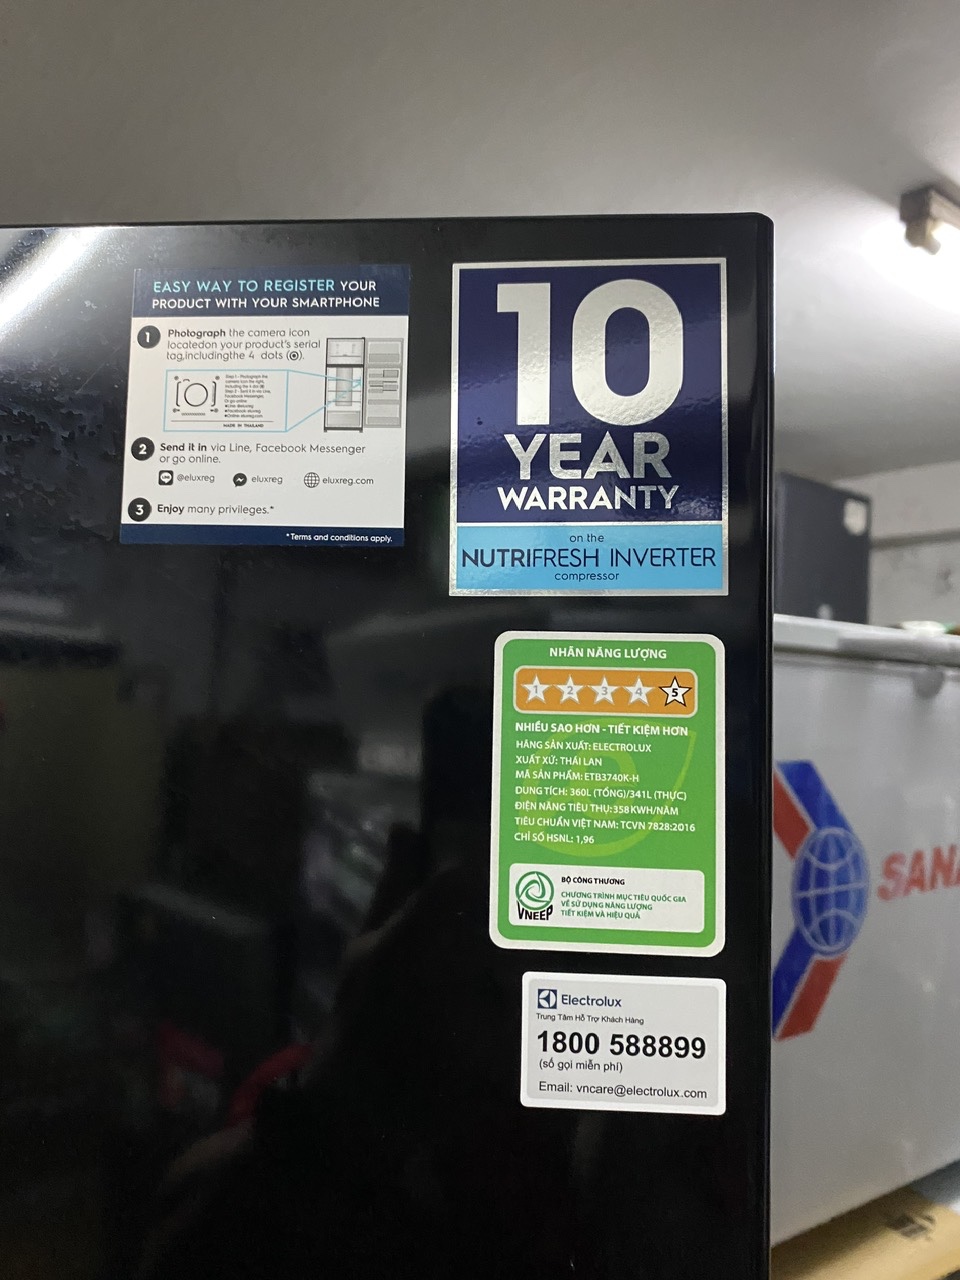 EASY WAY TO REGISTER YOUR
PRODUCT WITH YOUR SMARTPHONE
1
Photograph the camera icon
locatedon your product's serial
tag,includingthe 4 dots ( ).
MADE IN THAILAND
2
Send it in via Line, Facebook Messenger
or go online.
@eluxreg eluxreg eluxreg.com
3
Enjoy many privileges.*
*Terms and conditions apply.
10
YEAR
WARRANTY
on the
NUTRIFRESH INVERTER
compressor
NHÃN NĂNG LƯỢNG
1 2 3 4 5
NHIỀU SAO HƠN - TIẾT KIỆM HƠN
HÃNG SẢN XUẤT: ELECTROLUX
XUẤT XỨ: THÁI LAN
MÃ SẢN PHẨM: ETB3740K-H
DUNG TÍCH: 360L (TỔNG)/341L (THỰC)
ĐIỆN NĂNG TIÊU THỤ:358 KWH/NĂM
TIÊU CHUẨN VIỆT NAM: TCVN 7828:2016
CHỈ SỐ HSNL: 1,96
VNEEP
BỘ CÔNG THƯƠNG
CHƯƠNG TRÌNH MỤC TIÊU QUỐC GIA
VỀ SỬ DỤNG NĂNG LƯỢNG
TIẾT KIỆM VÀ HIỆU QUẢ
Electrolux
Trung Tâm Hỗ Trợ Khách Hàng
1800 588899
(số gọi miễn phí)
Email: vncare@electrolux.com
SANA